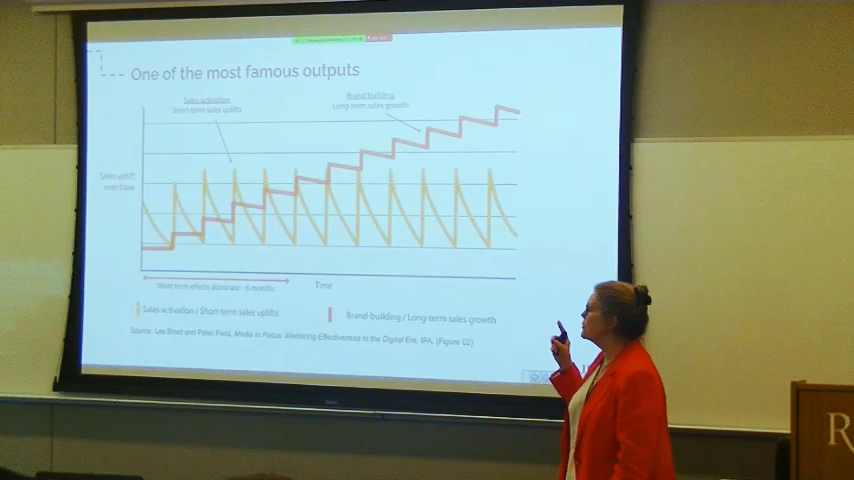 One of the most famous outputs
Sales activation
Short-term sales uplifts
Brand building
Long-term sales growth
Sales uplift
over base
Short term effects dominate - 6 months
Time
Sales activation / Short-term sales uplifts
Brand-building / Long-term sales growth
Source: Les Binet and Peter Field, Media in Focus: Marketing Effectiveness in the Digital Era, IPA, (Figure 02)
R